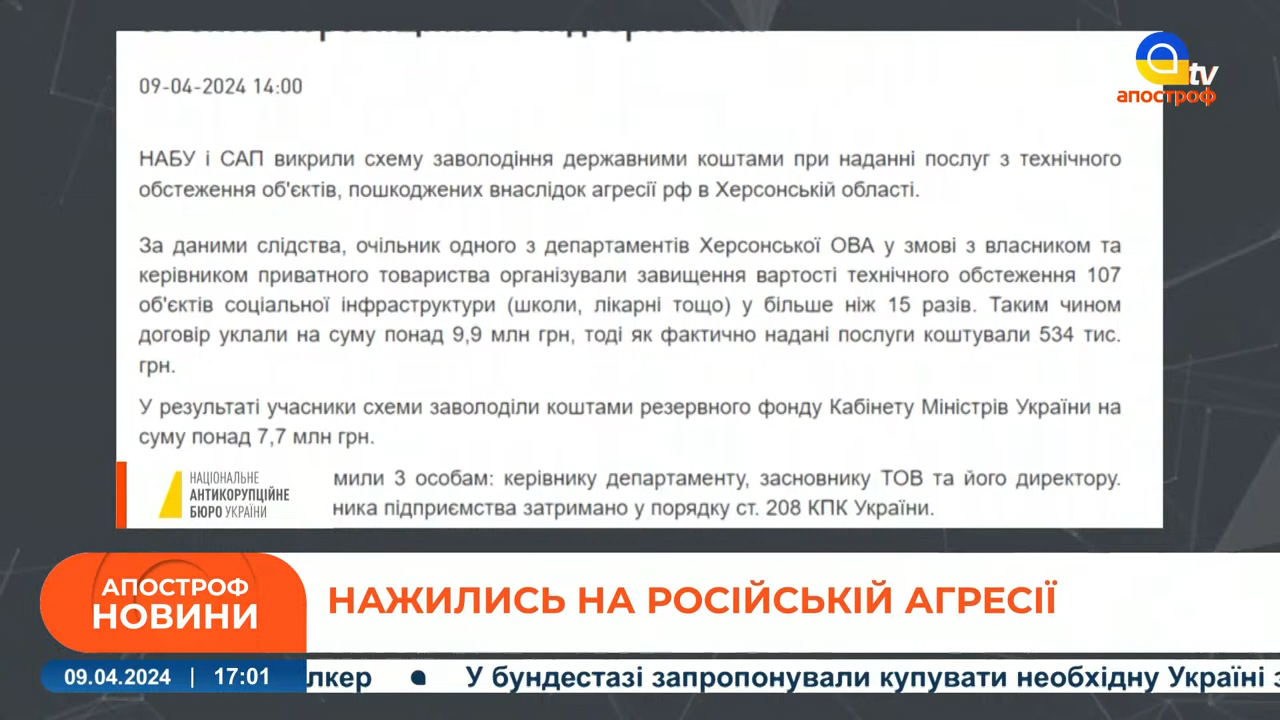 09-04-2024 14:00
tv
апостроф
НАБУ і САП викрили схему заволодіння державними коштами при наданні послуг з технічного
обстеження об'єктів, пошкоджених внаслідок агресії рф в Херсонській області.
За даними слідства, очільник одного з департаментів Херсонської ОВА у змові з власником та
керівником приватного товариства організували завищення вартості технічного обстеження 107
об'єктів соціальної інфраструктури (школи, лікарні тощо) у більше ніж 15 разів. Таким чином
договір уклали на суму понад 9,9 млн грн, тоді як фактично надані послуги коштували 534 тис.
грн.
У результаті учасники схеми заволоділи коштами резервного фонду Кабінету Міністрів України на
суму понад 7,7 млн грн.
мили 3 особам: керівнику департаменту, засновнику ТОВ та його директору.
ника підприємства затримано у порядку ст. 208 КПК України.
НАЦІОНАЛЬНЕ
АНТИКОРУПЦІЙНЕ
БЮРО УКРАЇНИ
АПОСТРОФ
НОВИНИ
НАЖИЛИСЬ НА РОСІЙСЬКІЙ АГРЕСІЇ
09.04.2024 | 17:01 лкер • У бундестазі запропонували купувати необхідну Україні з